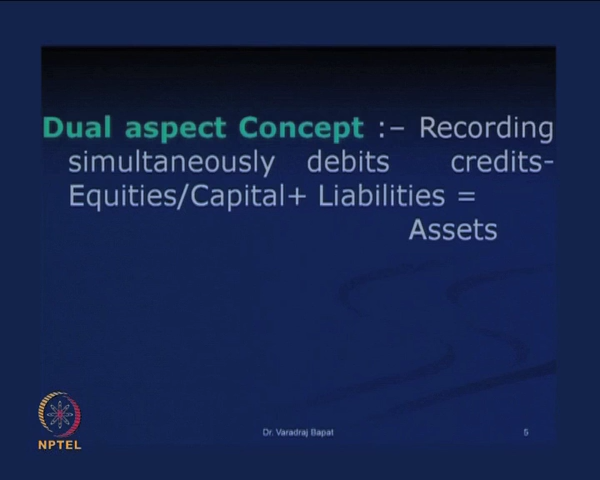 Dual aspect Concept :– Recording
simultaneously debits credits-
Equities/Capital+ Liabilities =
Assets
NPTEL
Dr. Varadraj Bapat
5